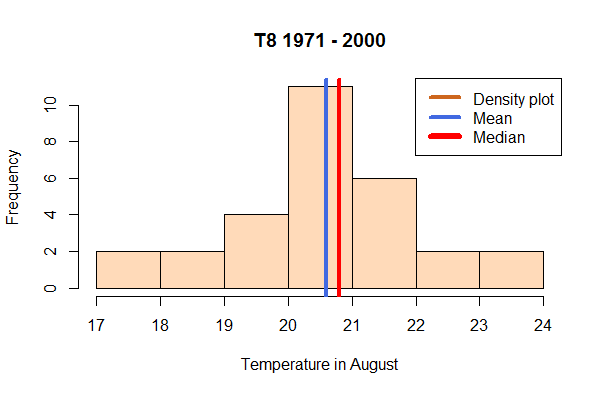 T8 1971 - 2000
Density plot
Mean
Median
Frequency
10
8
6
4
2
0
17 18 19 20 21 22 23 24
Temperature in August